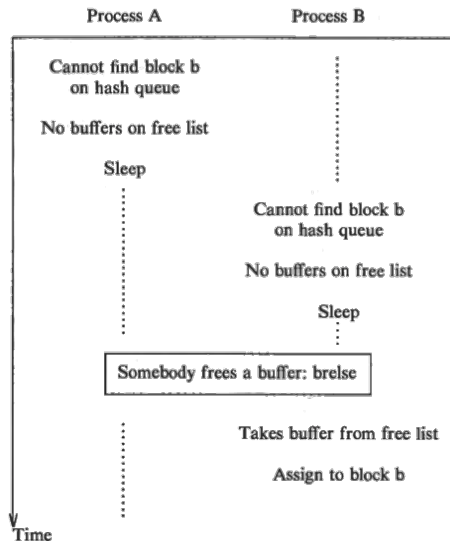 Process A Process B
Cannot find block b
on hash queue
No buffers on free list
Sleep
Cannot find block b
on hash queue
No buffers on free list
Sleep
Somebody frees a buffer: brelse
Takes buffer from free list
Assign to block b
Time